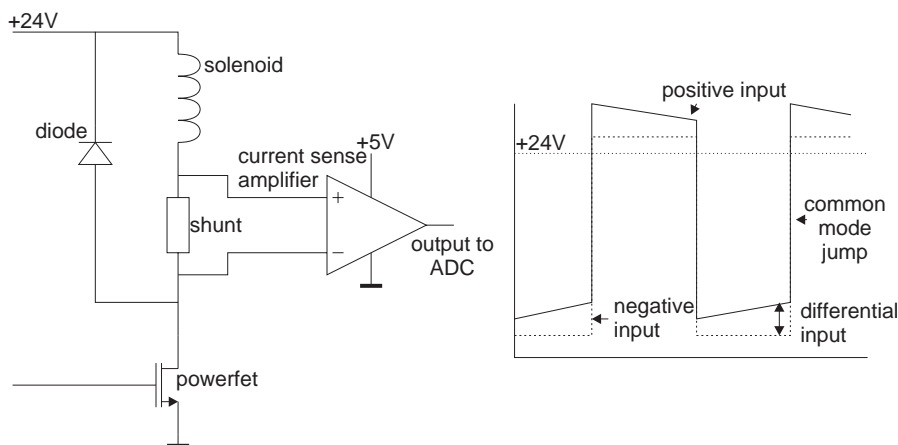 +24V
solenoid
diode
current sense
amplifier
+5V
+
−
shunt
output to
ADC
powerfet
positive input
+24V
common
mode
jump
negative
input
differential
input